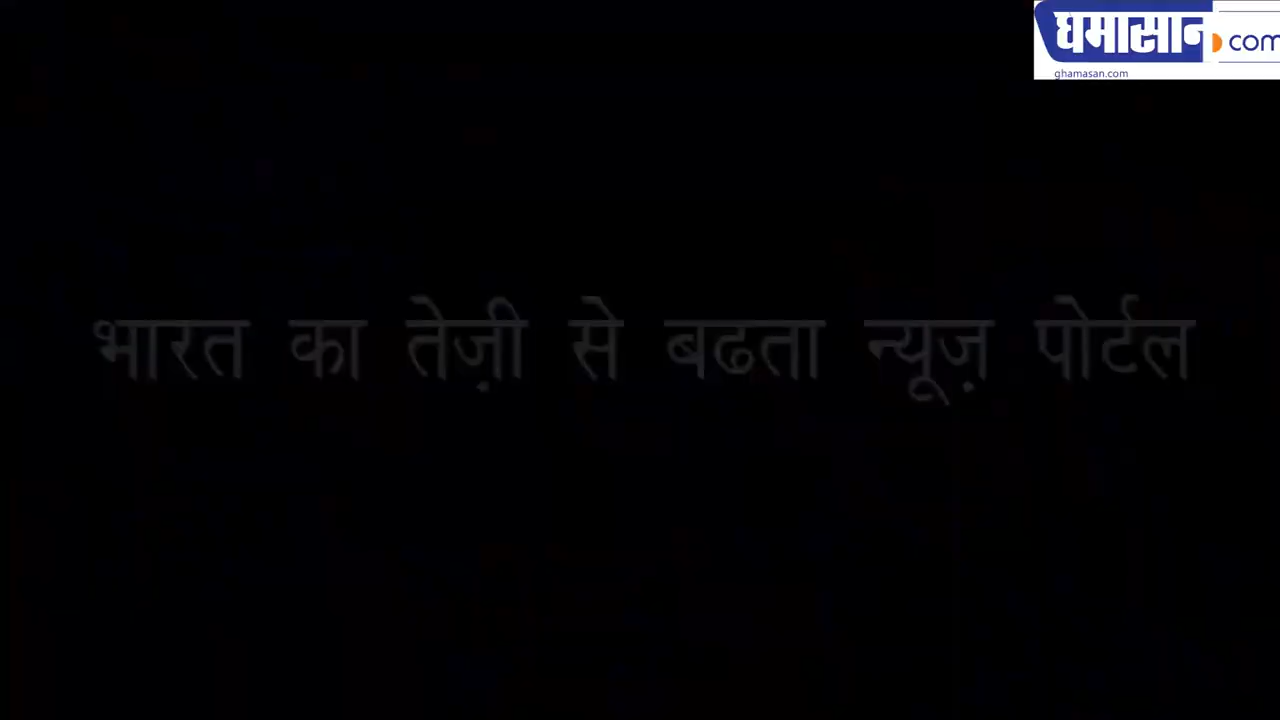 घमासान.com
ghamasan.com
भारत का तेज़ी से बढता न्यूज़ पोर्टल